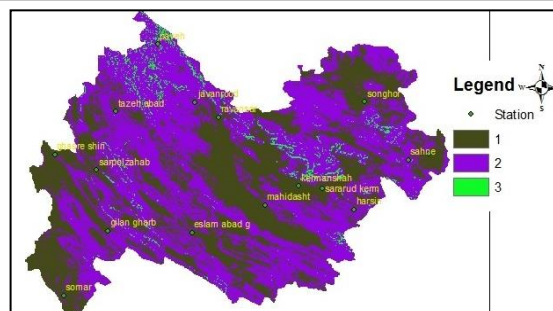 paveh
javanrood
ravansar
tazeh abad
songhor
ghasre shirin
sarpolzahab
sahne
kermanshah
sararud kerm
mahidasht
harsin
gilan gharb
eslam abad g
somar
Legend
N
W
S
Station
1
2
3